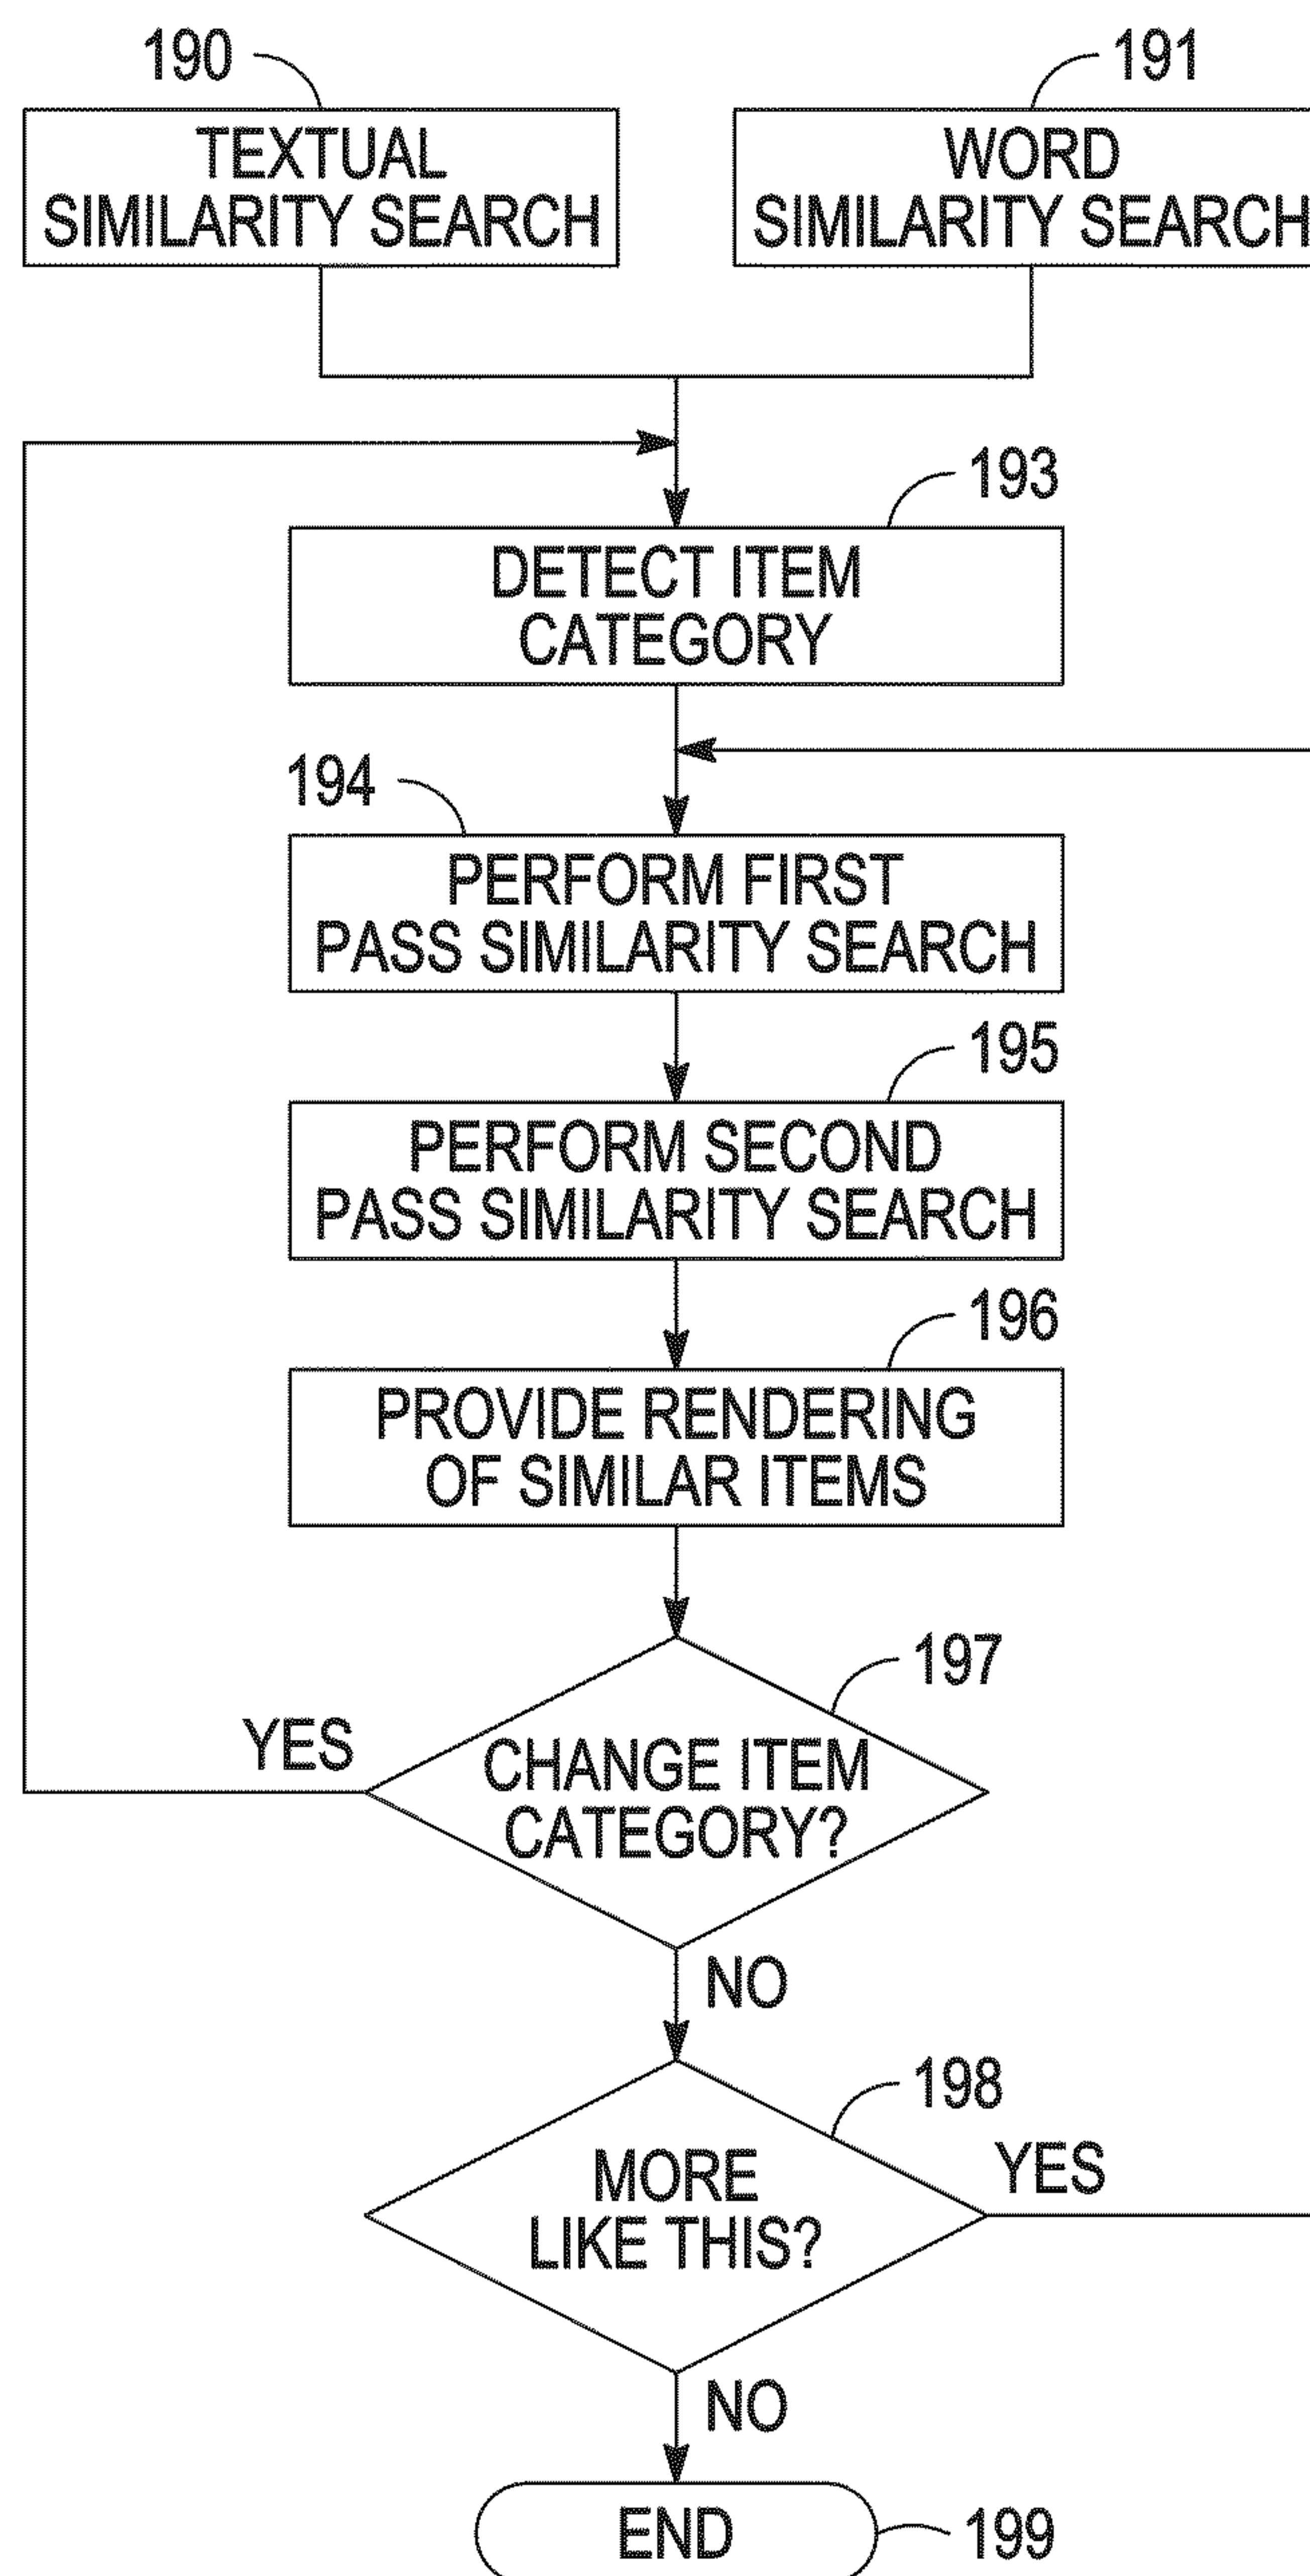 190
191
TEXTUAL
SIMILARITY SEARCH
WORD
SIMILARITY SEARCH
193
DETECT ITEM
CATEGORY
194
PERFORM FIRST
PASS SIMILARITY SEARCH
195
PERFORM SECOND
PASS SIMILARITY SEARCH
196
PROVIDE RENDERING
OF SIMILAR ITEMS
197
YES
CHANGE ITEM
CATEGORY?
NO
198
MORE
LIKE THIS?
YES
NO
END
199